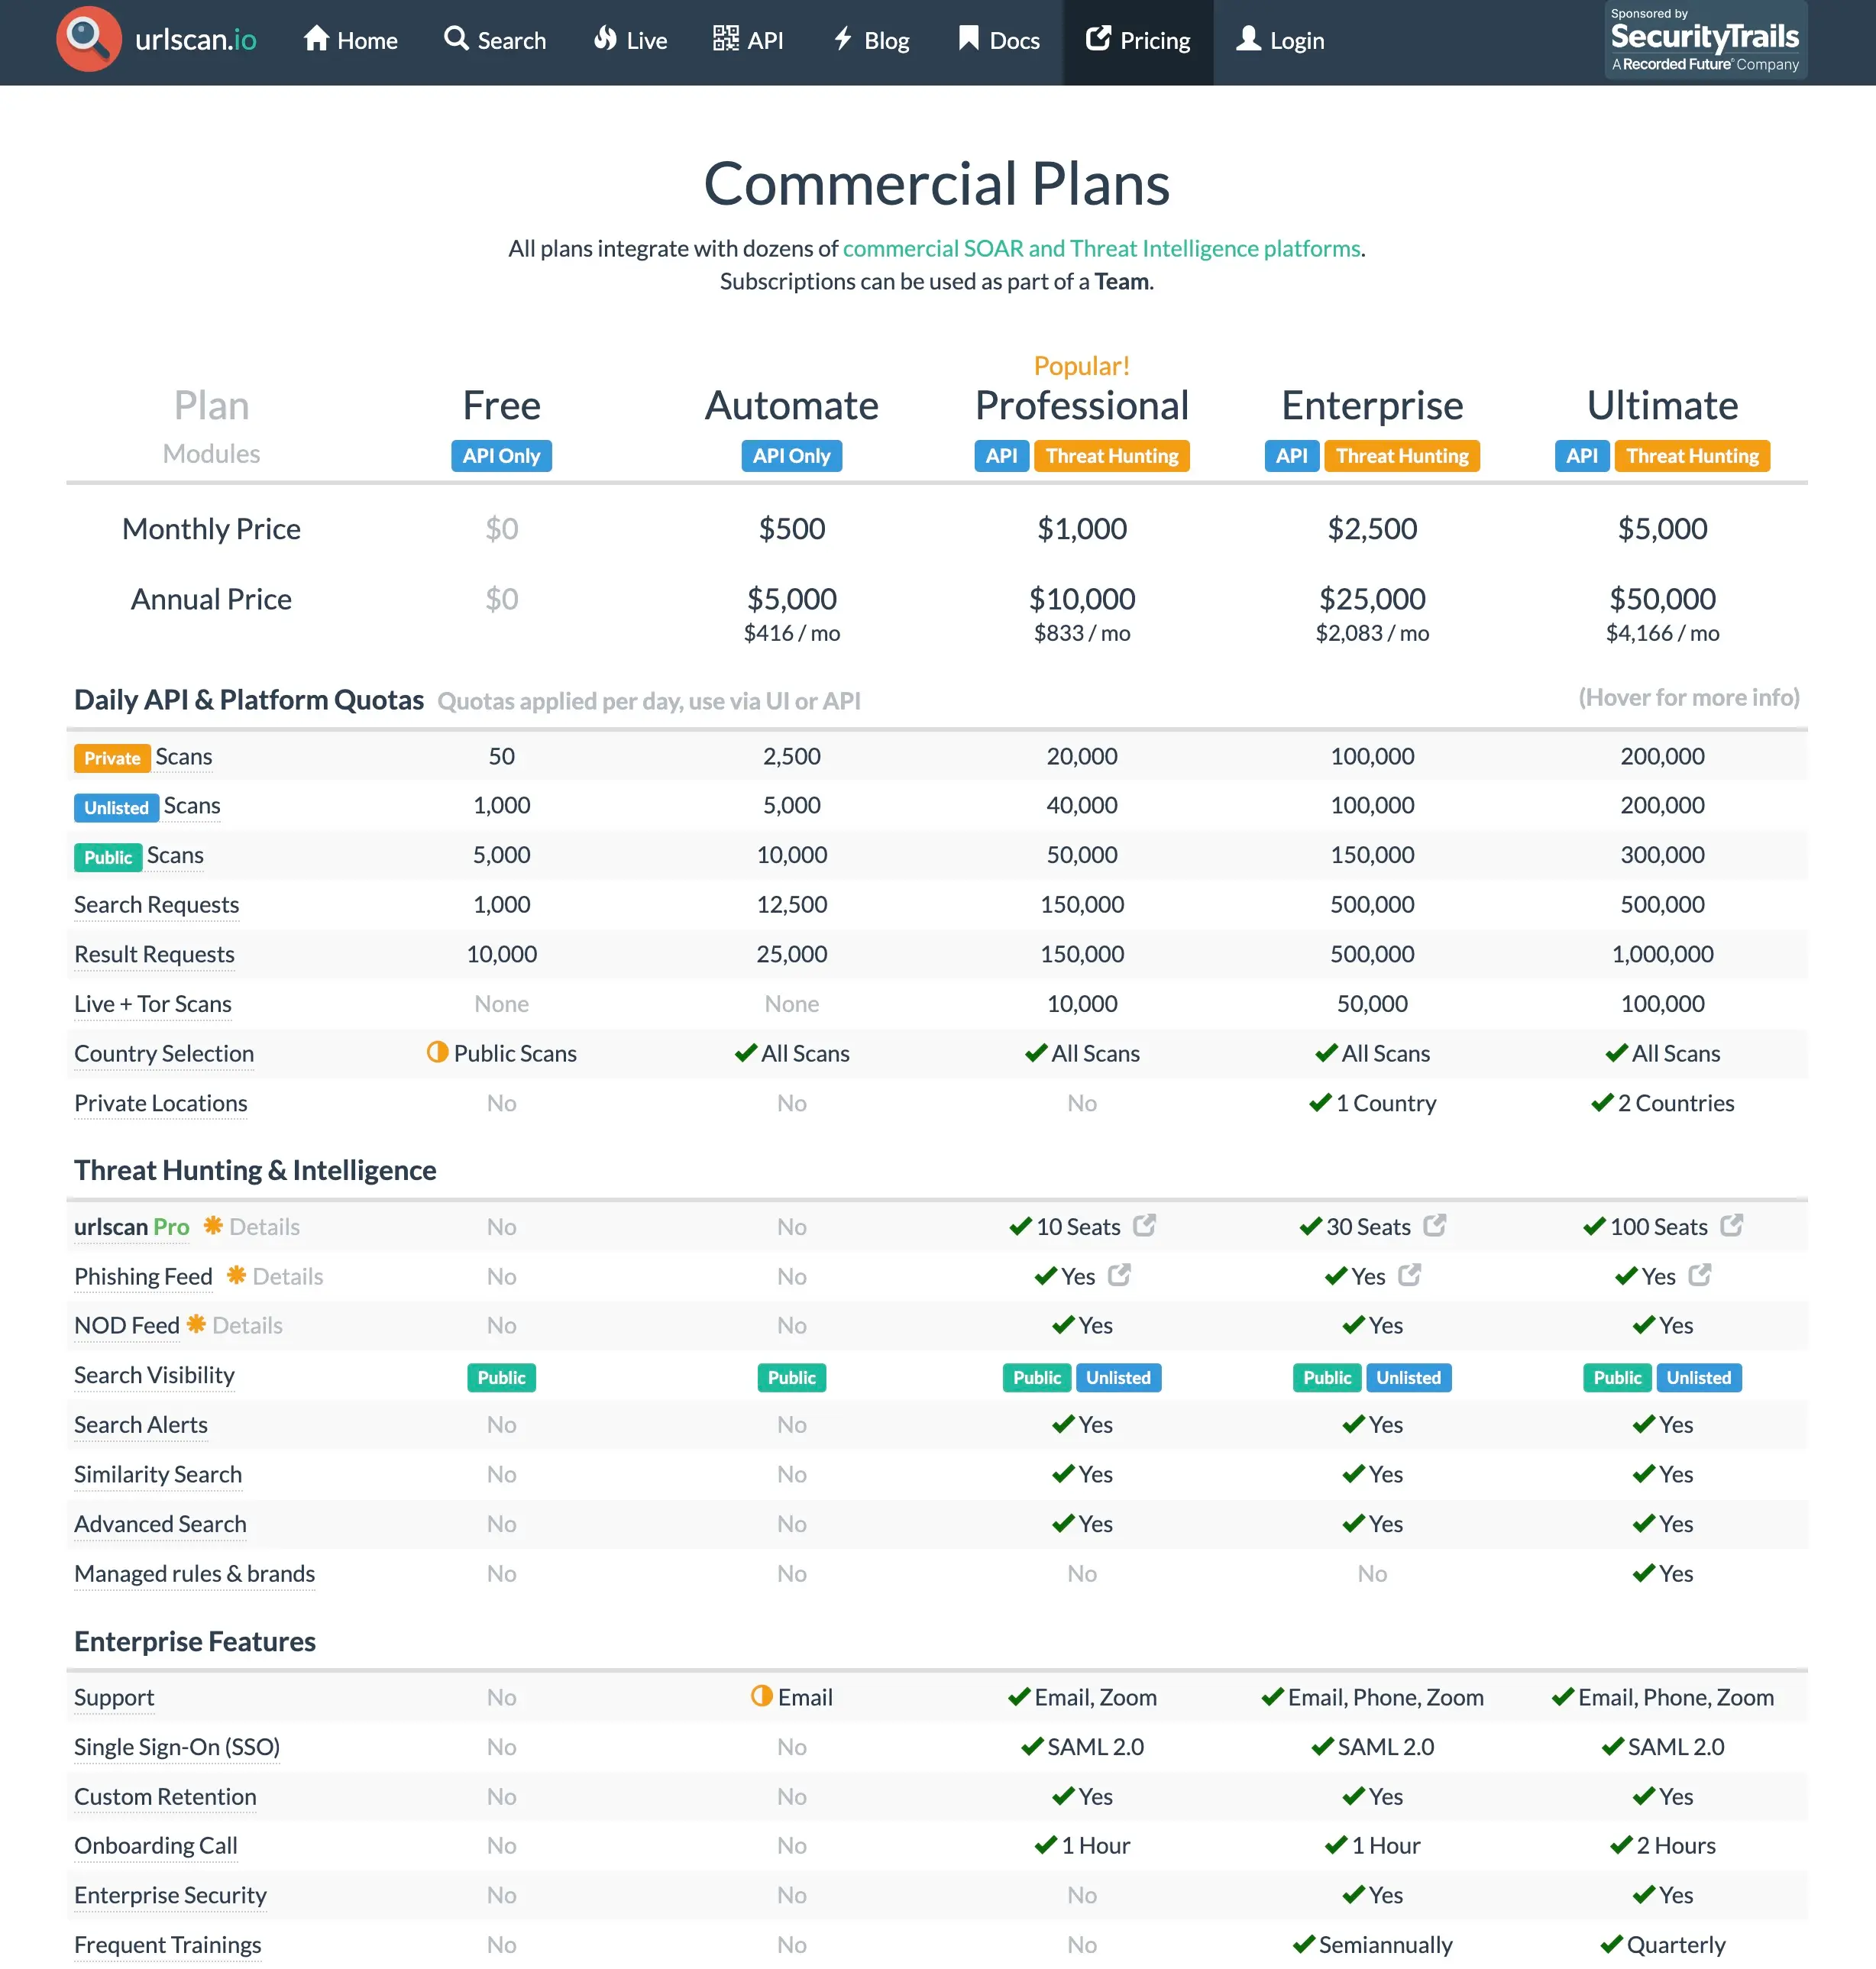 urlscan.io Home Search Live API Blog Docs Pricing Login
Sponsored by
SecurityTrails
A Recorded Future® Company
Commercial Plans
All plans integrate with dozens of commercial SOAR and Threat Intelligence platforms.
Subscriptions can be used as part of a Team.
Popular!
Plan Free Automate Professional Enterprise Ultimate
Modules API Only API Only API Threat Hunting API Threat Hunting API Threat Hunting
Monthly Price $0 $500 $1,000 $2,500 $5,000
Annual Price $0 $5,000 $10,000 $25,000 $50,000
$416 / mo $833 / mo $2,083 / mo $4,166 / mo
Daily API & Platform Quotas Quotas applied per day, use via UI or API (Hover for more info)
Private Scans 50 2,500 20,000 100,000 200,000
Unlisted Scans 1,000 5,000 40,000 100,000 200,000
Public Scans 5,000 10,000 50,000 150,000 300,000
Search Requests 1,000 12,500 150,000 500,000 500,000
Result Requests 10,000 25,000 150,000 500,000 1,000,000
Live + Tor Scans None None 10,000 50,000 100,000
Country Selection Public Scans All Scans All Scans All Scans All Scans
Private Locations No No No 1 Country 2 Countries
Threat Hunting & Intelligence
urlscan Pro Details No No 10 Seats 30 Seats 100 Seats
Phishing Feed Details No No Yes Yes Yes
NOD Feed Details No No Yes Yes Yes
Search Visibility Public Public Public Unlisted Public Unlisted Public Unlisted
Search Alerts No No Yes Yes Yes
Similarity Search No No Yes Yes Yes
Advanced Search No No Yes Yes Yes
Managed rules & brands No No No No Yes
Enterprise Features
Support No Email Email, Zoom Email, Phone, Zoom Email, Phone, Zoom
Single Sign-On (SSO) No No SAML 2.0 SAML 2.0 SAML 2.0
Custom Retention No No Yes Yes Yes
Onboarding Call No No 1 Hour 1 Hour 2 Hours
Enterprise Security No No No Yes Yes
Frequent Trainings No No No Semiannually Quarterly